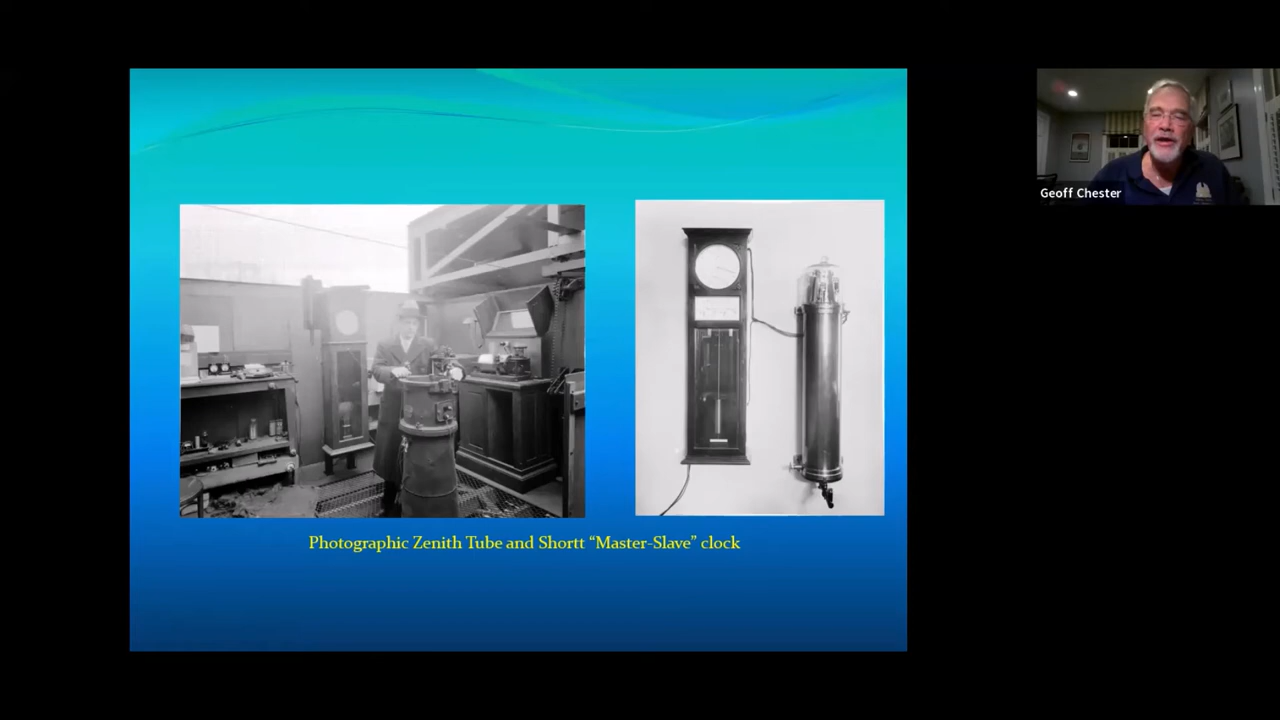 Photographic Zenith Tube and Shortt “Master-Slave” clock
Geoff Chester